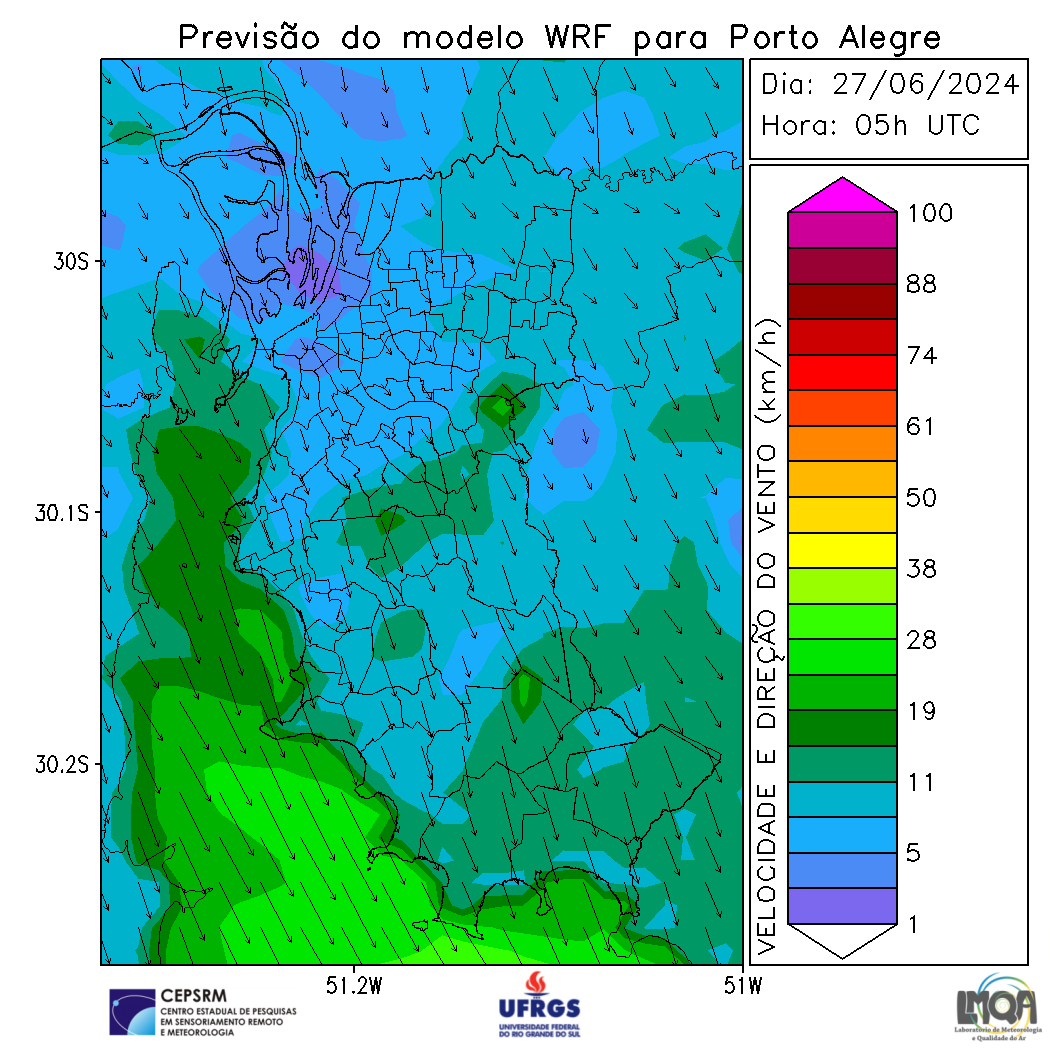 Previsão do modelo WRF para Porto Alegre
Dia: 27/06/2024
Hora: 05h UTC
30S
30.1S
30.2S
51.2W
51W
VELOCIDADE E DIREÇÃO DO VENTO (km/h)
100
88
74
61
50
38
28
19
11
5
1
CEPSRM
CENTRO ESTADUAL DE PESQUISAS
EM SENSORIAMENTO REMOTO
E METEOROLOGIA
UFRGS
UNIVERSIDADE FEDERAL
DO RIO GRANDE DO SUL
LMQA
Laboratório de Meteorologia
e Qualidade do Ar